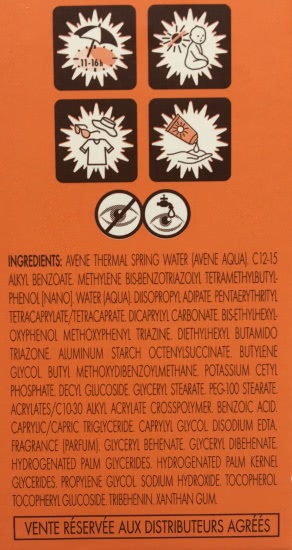 11-16h
INGREDIENTS: AVENE THERMAL SPRING WATER (AVENE AQUA). C12-15
ALKYL BENZOATE. METHYLENE BIS-BENZOTRIAZOLYL TETRAMETHYLBUTYL-
PHENOL [NANO]. WATER (AQUA). DIISOPROPYL ADIPATE. PENTAERYTHRITYL
TETRACAPRYLATE/TETRACAPRATE. DICAPRYLYL CARBONATE. BIS-ETHYLHEXYL-
OXYPHENOL METHOXYPHENYL TRIAZINE. DIETHYLHEXYL BUTAMIDO
TRIAZONE. ALUMINUM STARCH OCTENYLSUCCINATE. BUTYLENE
GLYCOL. BUTYL METHOXYDIBENZOYLMETHANE. POTASSIUM CETYL
PHOSPHATE. DECYL GLUCOSIDE. GLYCERYL STEARATE. PEG-100 STEARATE.
ACRYLATES/C10-30 ALKYL ACRYLATE CROSSPOLYMER. BENZOIC ACID.
CAPRYLIC/CAPRIC TRIGLYCERIDE. CAPRYLYL GLYCOL. DISODIUM EDTA.
FRAGRANCE (PARFUM). GLYCERYL BEHENATE. GLYCERYL DIBEHENATE.
HYDROGENATED PALM GLYCERIDES. HYDROGENATED PALM KERNEL
GLYCERIDES. PROPYLENE GLYCOL. SODIUM HYDROXIDE. TOCOPHEROL.
TOCOPHERYL GLUCOSIDE. TRIBEHENIN. XANTHAN GUM.
VENTE RÉSERVÉE AUX DISTRIBUTEURS AGRÉÉS